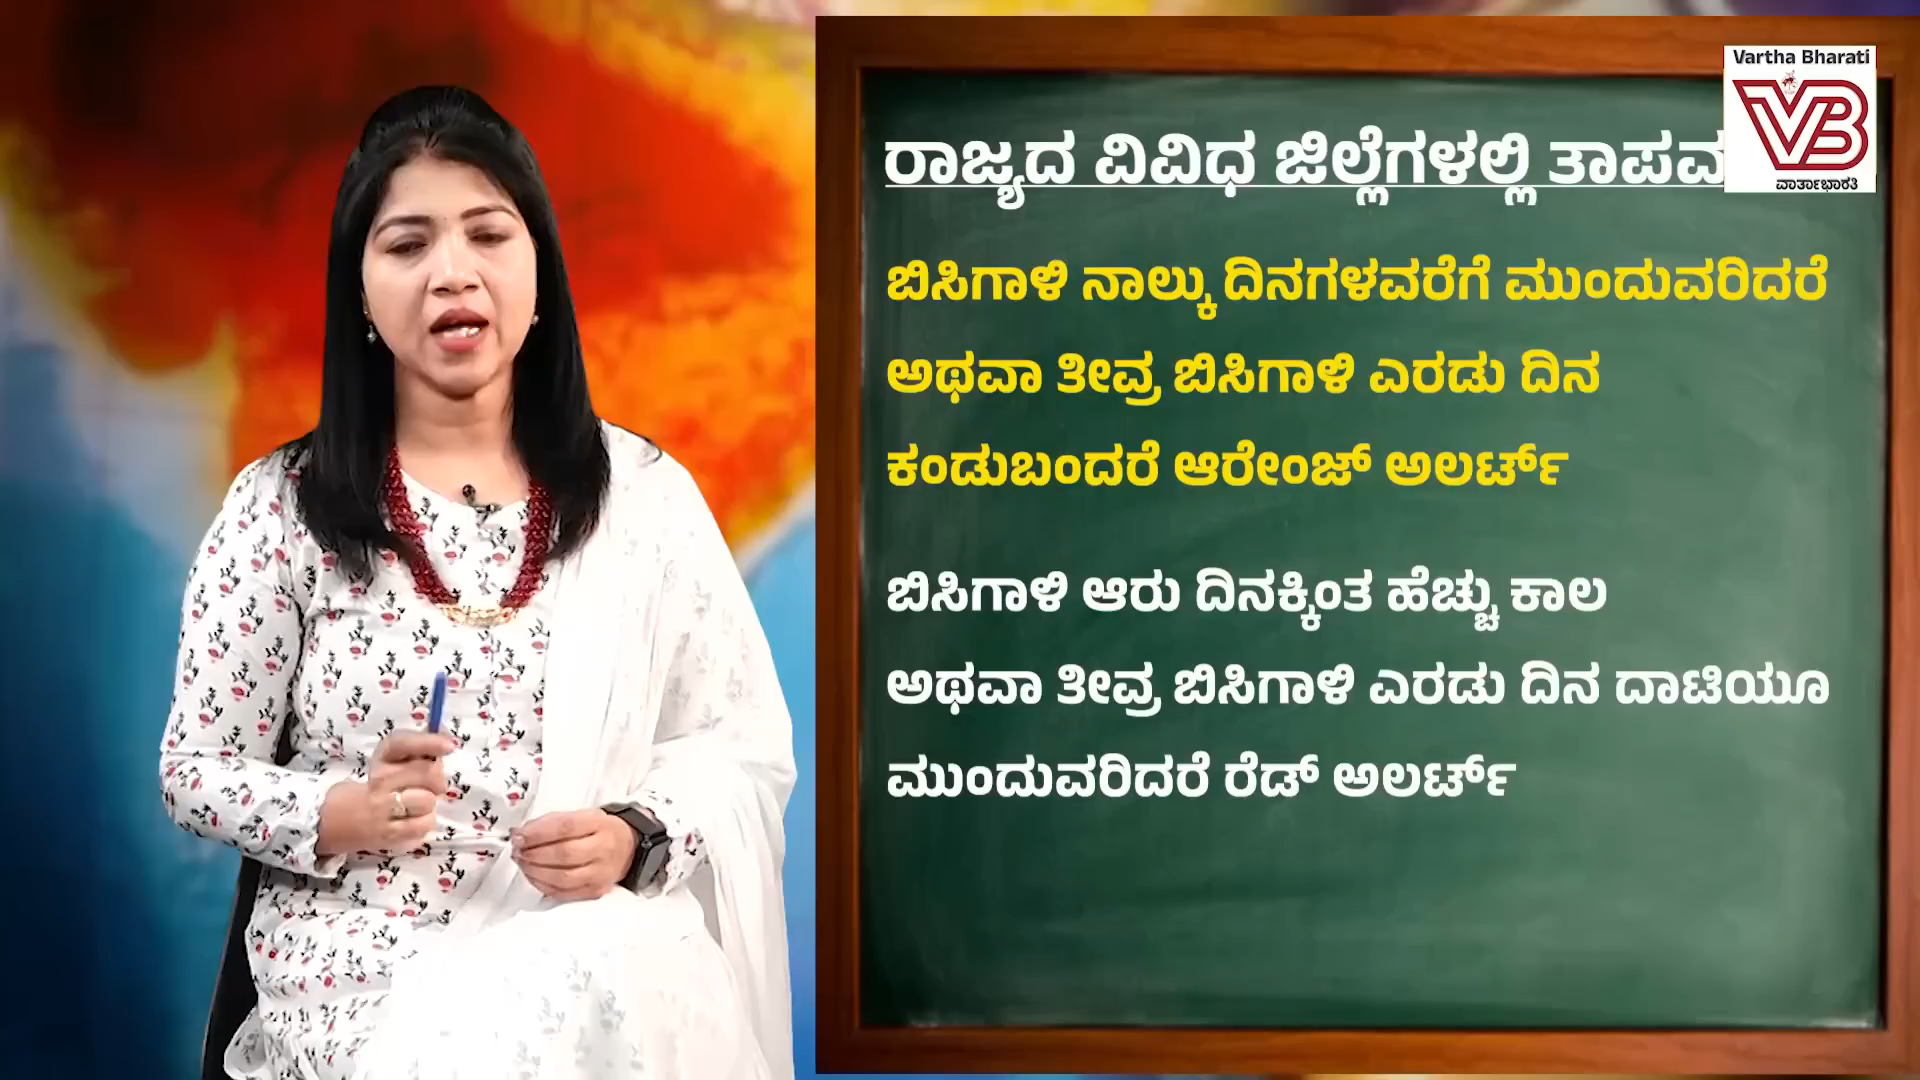 Vartha Bharati
VB
ವಾರ್ತಾಭಾರತಿ
ರಾಜ್ಯದ ವಿವಿಧ ಜಿಲ್ಲೆಗಳಲ್ಲಿ
ಬಿಸಿಗಾಳಿ ನಾಲ್ಕು ದಿನಗಳವರೆಗೆ ಮುಂದುವರಿದರೆ
ಅಥವಾ ತೀವ್ರ ಬಿಸಿಗಾಳಿ ಎರಡು ದಿನ
ಕಂಡುಬಂದರೆ ಆರೇಂಜ್ ಅಲರ್ಟ್
ಬಿಸಿಗಾಳಿ ಆರು ದಿನಕ್ಕಿಂತ ಹೆಚ್ಚು ಕಾಲ
ಅಥವಾ ತೀವ್ರ ಬಿಸಿಗಾಳಿ ಎರಡು ದಿನ ದಾಟಿಯೂ
ಮುಂದುವರಿದರೆ ರೆಡ್ ಅಲರ್ಟ್